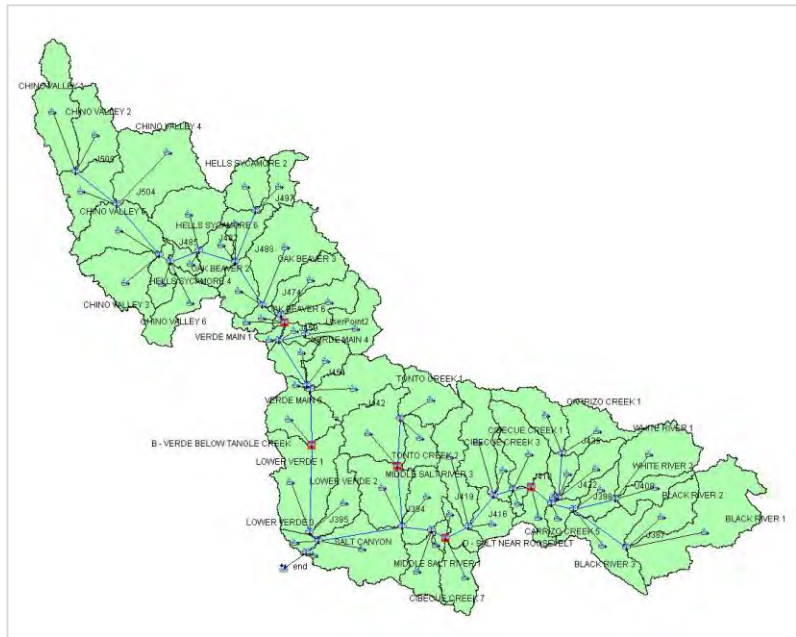 CHINO VALLEY 1
CHINO VALLEY 2
CHINO VALLEY 4
J509
HELLS SYCAMORE 2
J504
J497
CHINO VALLEY 5
HELLS SYCAMORE 6
J492
J495
J488
OAK BEAVER 3
OAK BEAVER 2
HELLS SYCAMORE 4
J474
CHINO VALLEY 3
OAK BEAVER 6
UserPoint2
CHINO VALLEY 6
VERDE MAIN 1
VERDE MAIN 4
J454
TONTO CREEK 1
VERDE MAIN 6
J442
CARRIZO CREEK 1
CIBECUE CREEK 1
WHITE RIVER 1
B - VERDE BELOW TANGLE CREEK
CIBECUE CREEK 3
J435
TONTO CREEK 2
LOWER VERDE 1
WHITE RIVER 2
MIDDLE SALT RIVER 3
LOWER VERDE 2
J422
BLACK RIVER 2
J419
J398
LOWER VERDE 3
J395
J384
J416
BLACK RIVER 1
CARRIZO CREEK 5
SALT CANYON
D - SALT NEAR ROOSEVELT
end
MIDDLE SALT RIVER 1
BLACK RIVER 3
CIBECUE CREEK 7